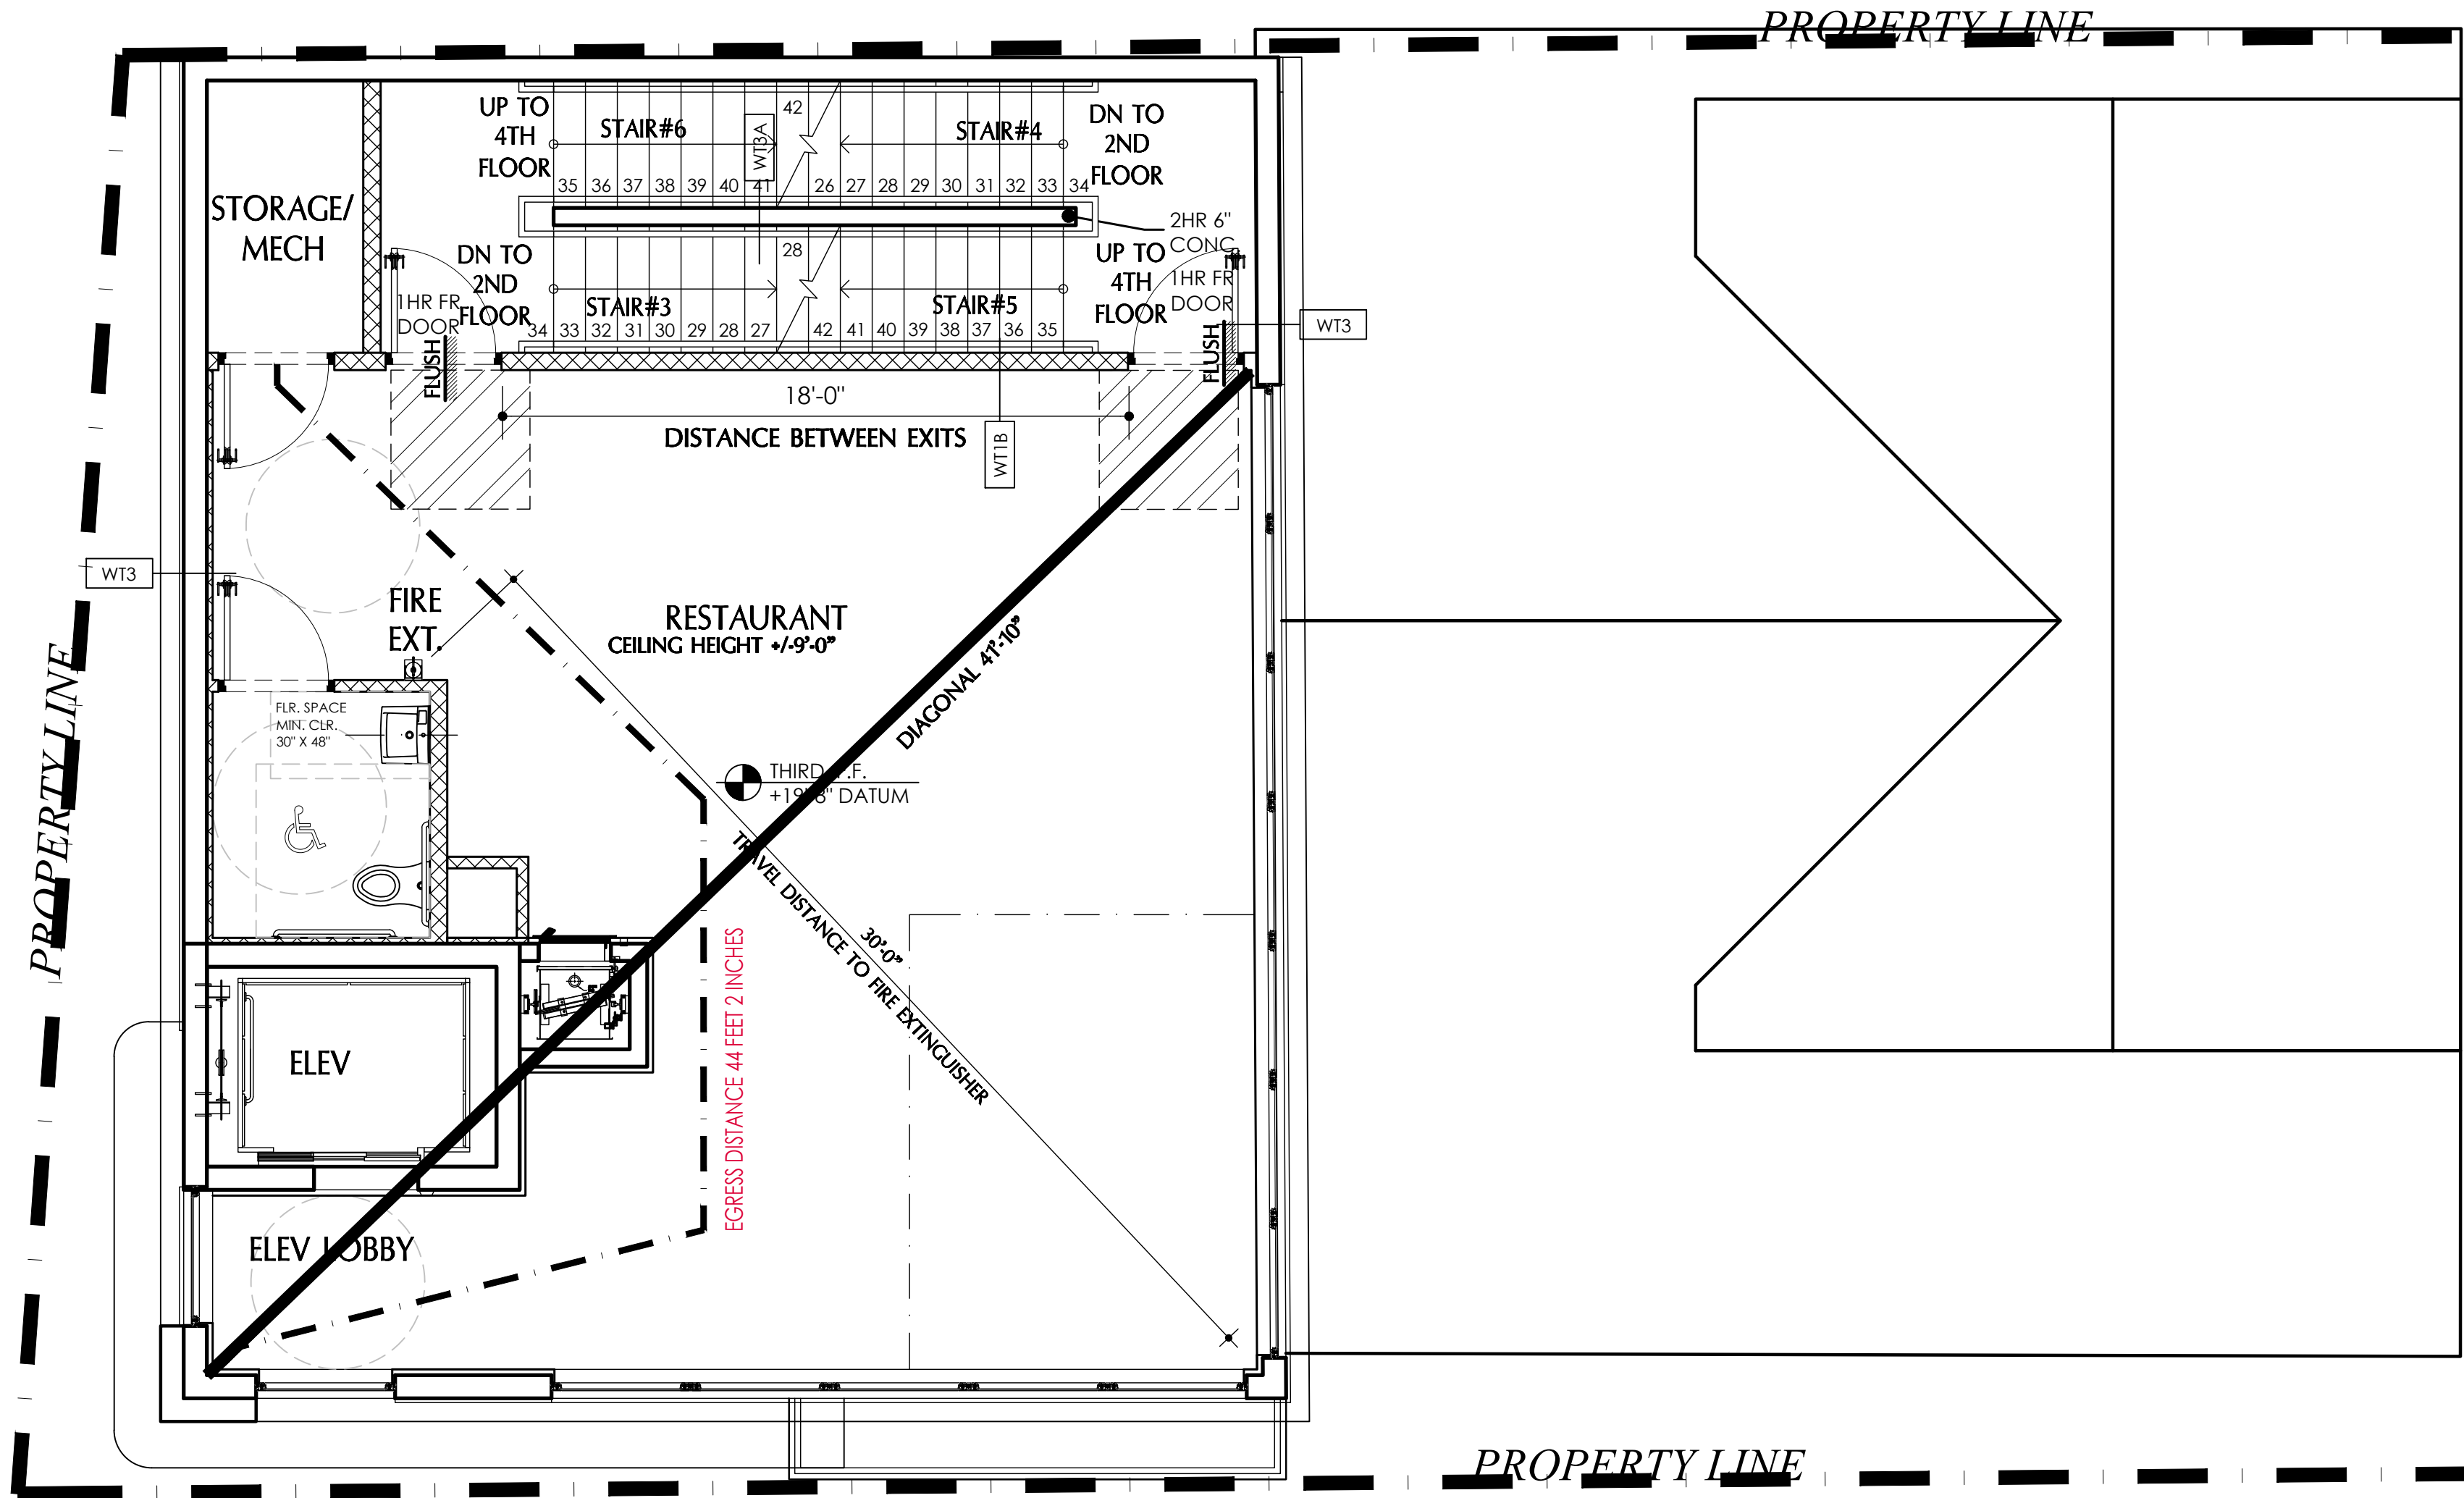 PROPERTY LINE
UP TO
4TH
FLOOR
STAIR#6
WT3A
42
STAIR#4
DN TO
2ND
FLOOR
35 36 37 38 39 40 41 26 27 28 29 30 31 32 33 34
STORAGE/
MECH
2HR 6"
CONC
DN TO
2ND
FLOOR
1HR FR
DOOR
FLUSH
28
STAIR#3
STAIR#5
34 33 32 31 30 29 28 27 42 41 40 39 38 37 36 35
UP TO
4TH
FLOOR
1HR FR
DOOR
FLUSH
WT3
18'-0"
DISTANCE BETWEEN EXITS
WT1B
WT3
FIRE
EXT.
RESTAURANT
CEILING HEIGHT +/-9'-0"
DIAGONAL 41'-10"
FLR. SPACE
MIN. CLR.
30" X 48"
THIRD F.F.
DATUM
30'-0"
TRAVEL DISTANCE TO FIRE EXTINGUISHER
EGRESS DISTANCE 44 FEET 2 INCHES
PROPERTY LINE
ELEV
ELEV LOBBY
PROPERTY LINE